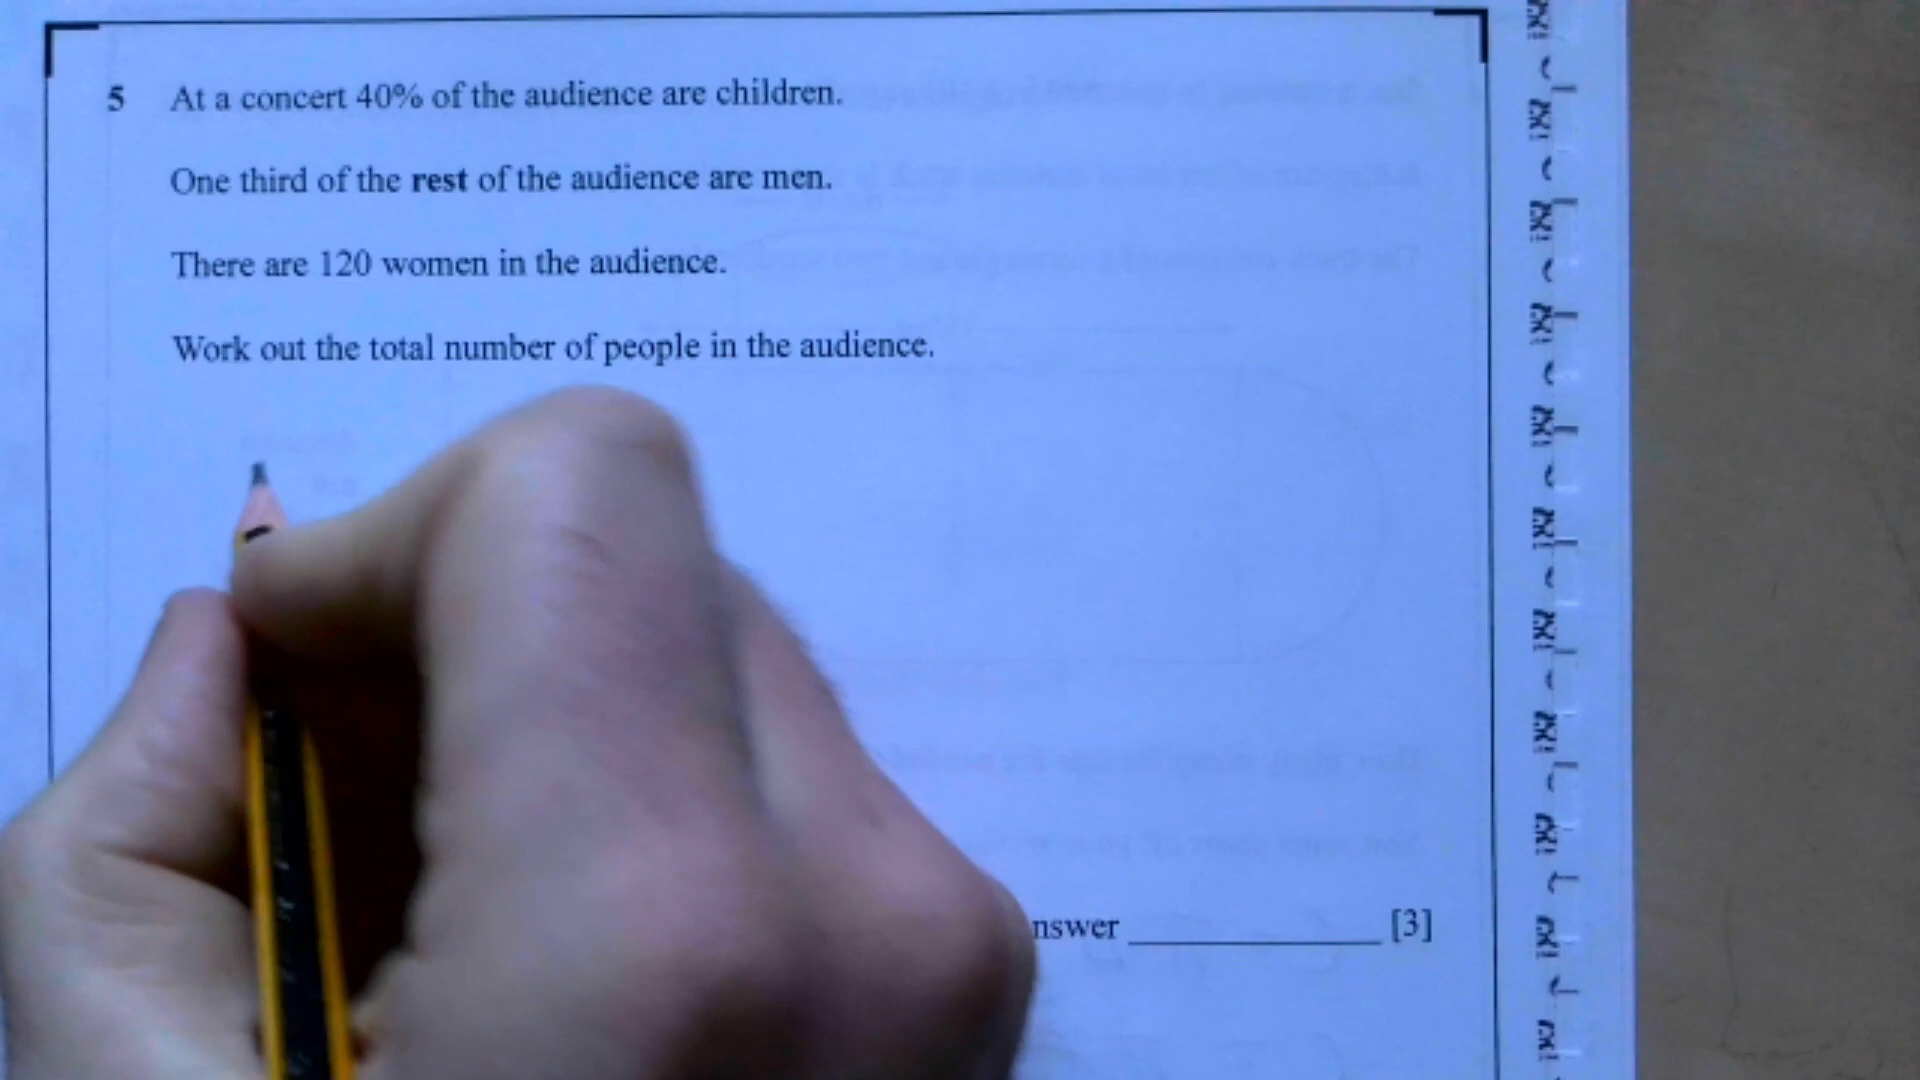 5 At a concert 40% of the audience are children.
One third of the rest of the audience are men.
There are 120 women in the audience.
Work out the total number of people in the audience.
nswer ____________ [3]